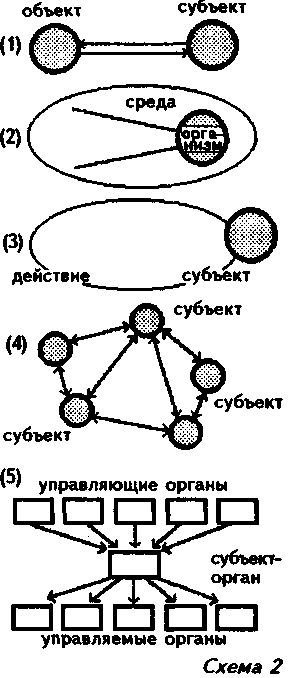 объект субъект
(1)
среда
(2) орга-
низм
(3)
действие субъект
субъект
(4)
субъект
субъект
(5)
управляющие органы
субъект-
орган
управляемые органы
Схема 2